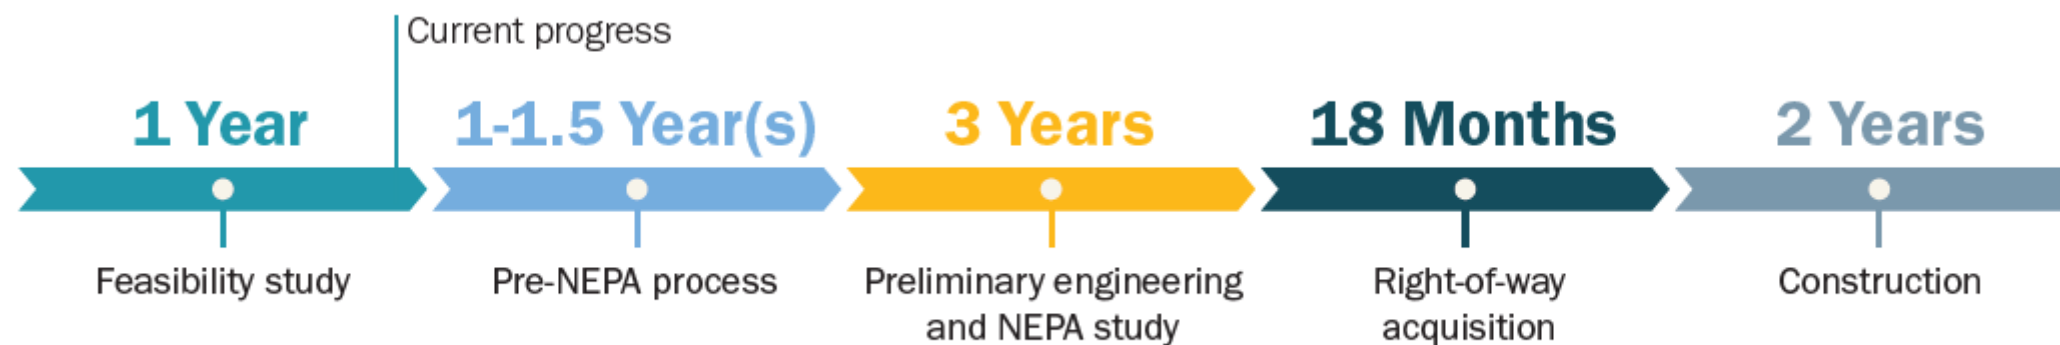 Current progress
1 Year
1-1.5 Year(s)
3 Years
18 Months
2 Years
Feasibility study
Pre-NEPA process
Preliminary engineering
and NEPA study
Right-of-way
acquisition
Construction